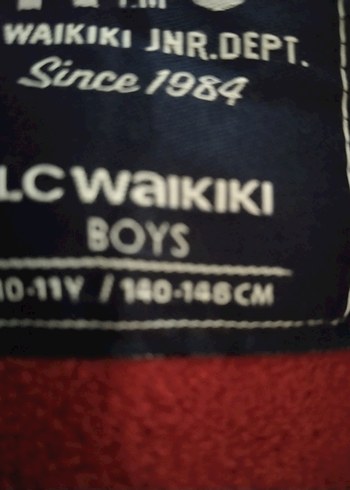 WAIKIKI JNR.DEPT.
Since 1984
LC WAIKIKI
BOYS
10-11Y / 140-146CM